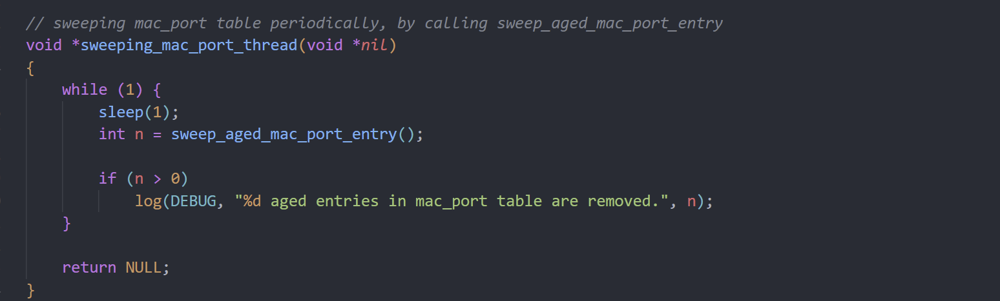 // sweeping mac_port table periodically, by calling sweep_aged_mac_port_entry
void *sweeping_mac_port_thread(void *nil)
{
    while (1) {
        sleep(1);
        int n = sweep_aged_mac_port_entry();

        if (n > 0)
            log(DEBUG, "%d aged entries in mac_port table are removed.", n);
    }

    return NULL;
}